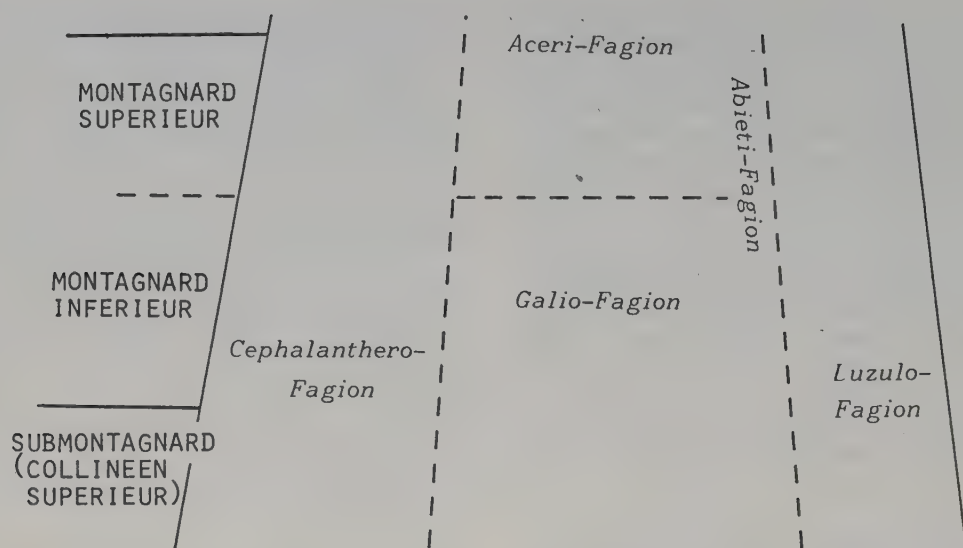 Aceri-Fagion
MONTAGNARD
SUPERIEUR
Abieti-Fagion
MONTAGNARD
INFERIEUR
Galio-Fagion
Cephalanthero-
Fagion
Luzulo-
Fagion
SUBMONTAGNARD
(COLLINEEN
SUPERIEUR)